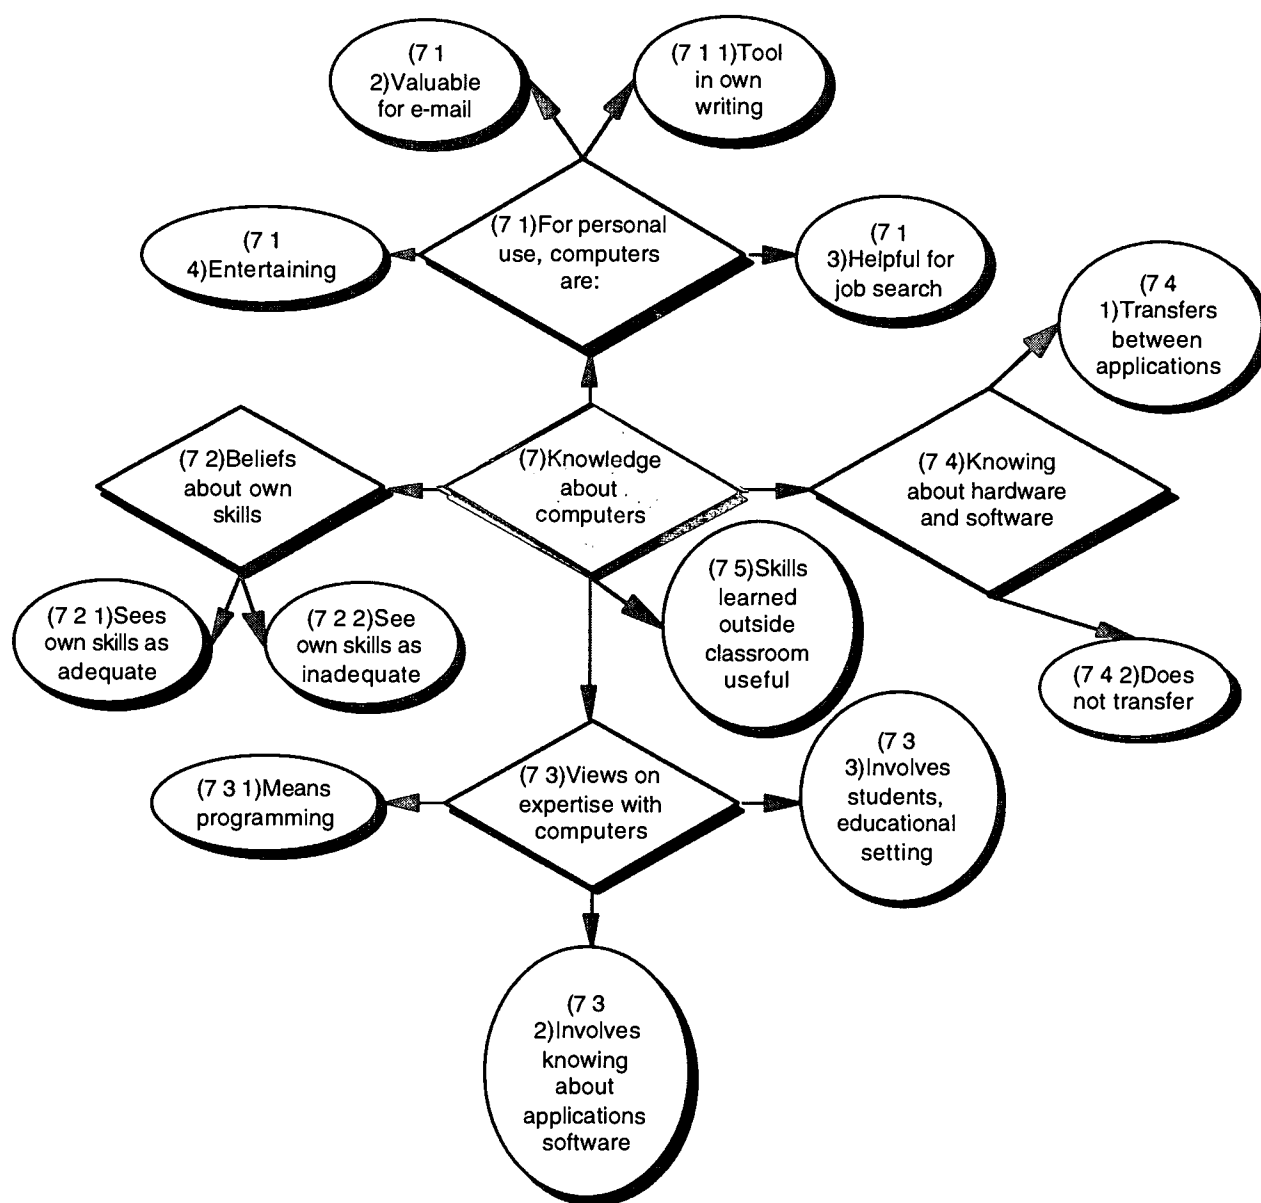 (7 1
2)Valuable
for e-mail
(7 1 1)Tool
in own
writing
(7 1)For personal
use, computers
are:
(7 1
4)Entertaining
(7 1
3)Helpful for
job search
(7 4
1)Transfers
between
applications
(7 2)Beliefs
about own
skills
(7)Knowledge
about
computers
(7 4)Knowing
about hardware
and software
(7 2 1)Sees
own skills as
adequate
(7 2 2)See
own skills as
inadequate
(7 5)Skills
learned
outside
classroom
useful
(7 4 2)Does
not transfer
(7 3 1)Means
programming
(7 3)Views on
expertise with
computers
(7 3
3)Involves
students,
educational
setting
(7 3
2)Involves
knowing
about
applications
software